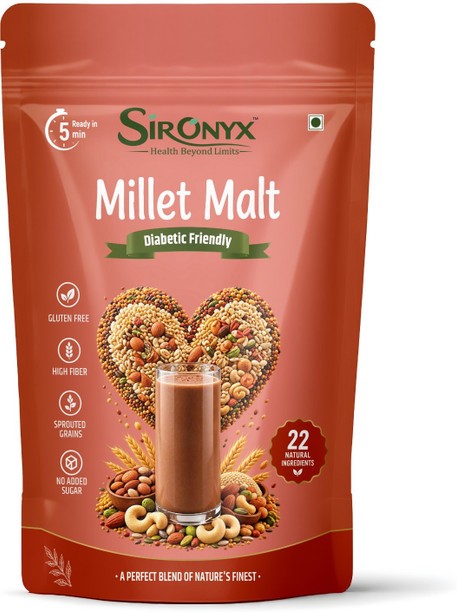 5 Ready in
min
SIRONYX™
Health Beyond Limits
Millet Malt
Diabetic Friendly
GLUTEN FREE
HIGH FIBER
SPROUTED
GRAINS
NO ADDED
SUGAR
22
NATURAL
INGREDIENTS
• A PERFECT BLEND OF NATURE'S FINEST •